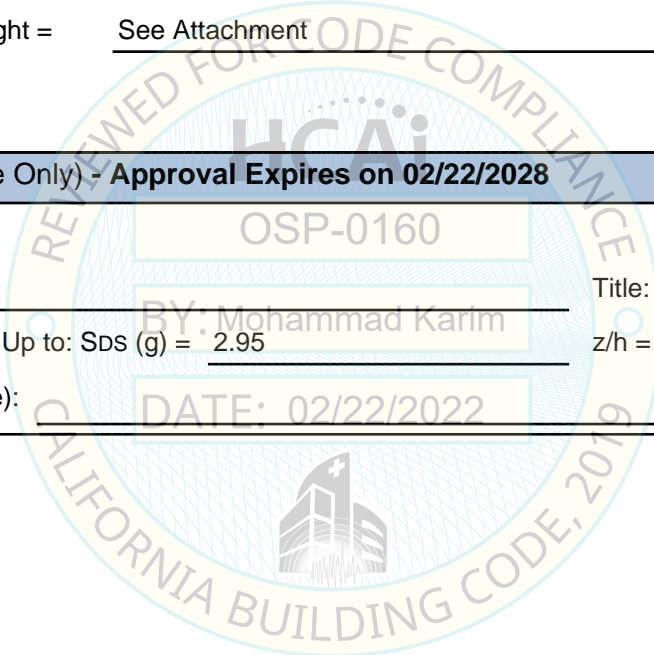 ght = See Attachment
REVIEWED FOR CODE COMPLIANCE
HCAi
e Only) - Approval Expires on 02/22/2028
OSP-0160
Title:
BY: Mohammad Karim
Up to: SDS (g) = 2.95 z/h =
e):
DATE: 02/22/2022
CALIFORNIA BUILDING CODE, 2019